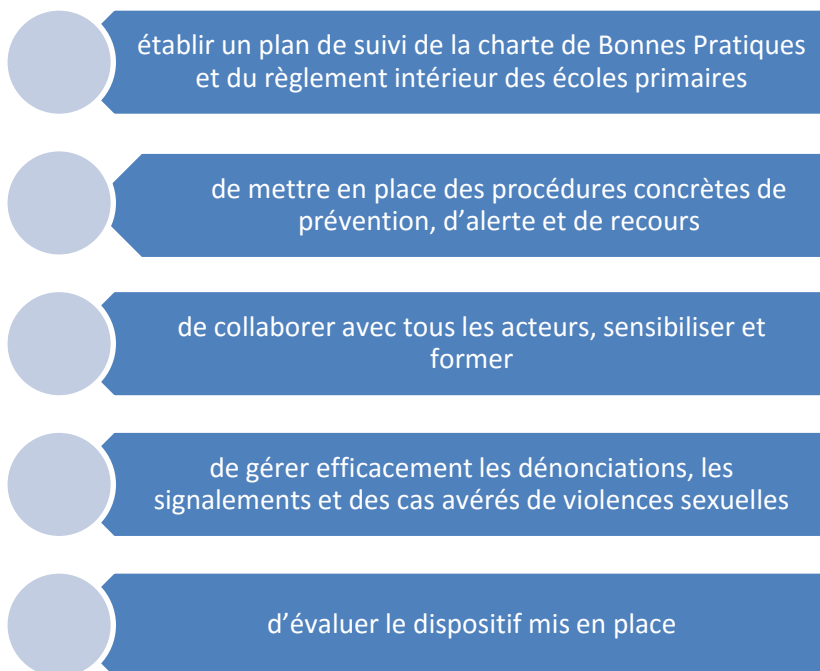 établir un plan de suivi de la charte de Bonnes Pratiques
et du règlement intérieur des écoles primaires
de mettre en place des procédures concrètes de
prévention, d’alerte et de recours
de collaborer avec tous les acteurs, sensibiliser et
former
de gérer efficacement les dénonciations, les
signalements et des cas avérés de violences sexuelles
d’évaluer le dispositif mis en place